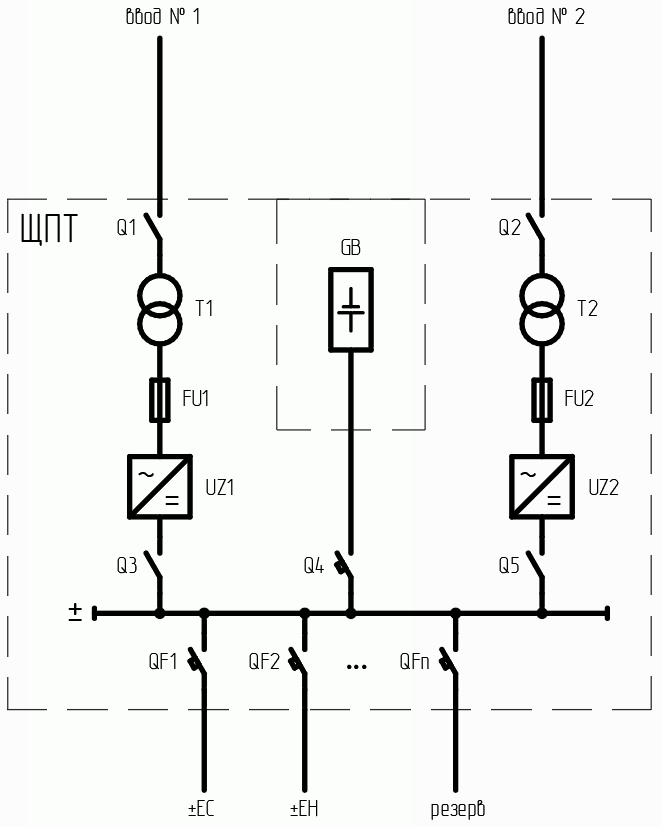 ввод № 1
ввод № 2
ЩПТ
Q1
GB
Q2
T1
T2
FU1
FU2
~
=
UZ1
~
=
UZ2
Q3
Q4
Q5
±
QF1
QF2
...
QFn
±EC
±EH
резерв